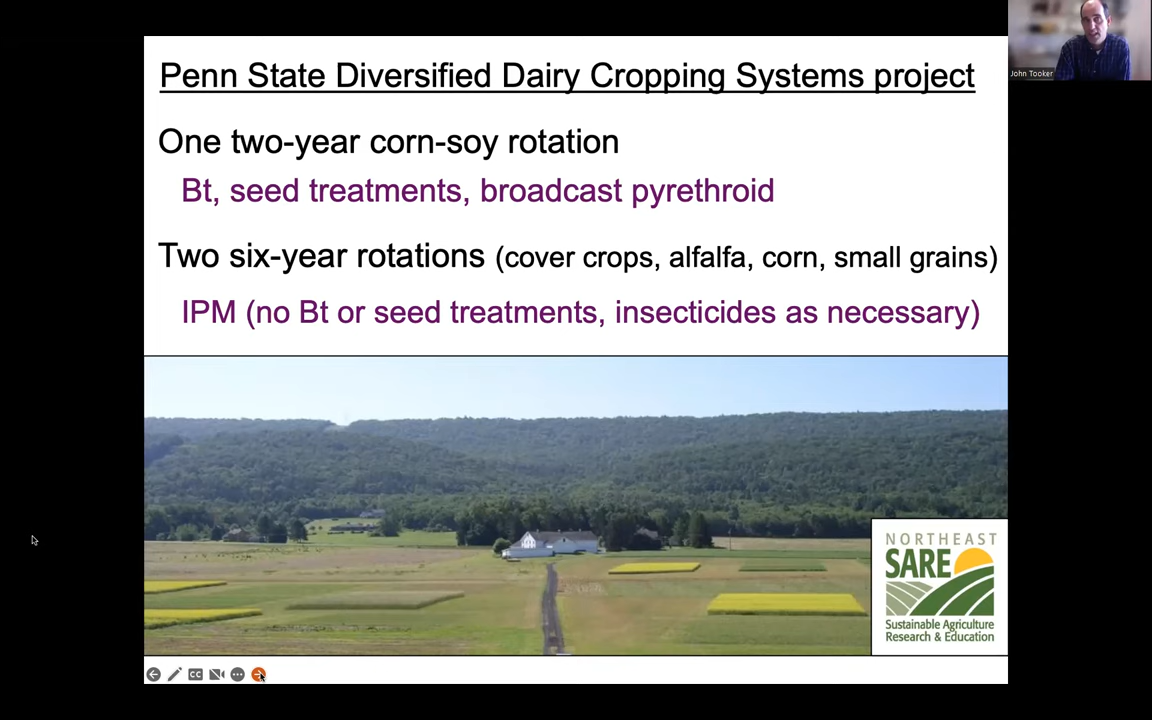 John Tooker
Penn State Diversified Dairy Cropping Systems project
One two-year corn-soy rotation
Bt, seed treatments, broadcast pyrethroid
Two six-year rotations (cover crops, alfalfa, corn, small grains)
IPM (no Bt or seed treatments, insecticides as necessary)
NORTHEAST
SARE
Sustainable Agriculture
Research & Education
CC